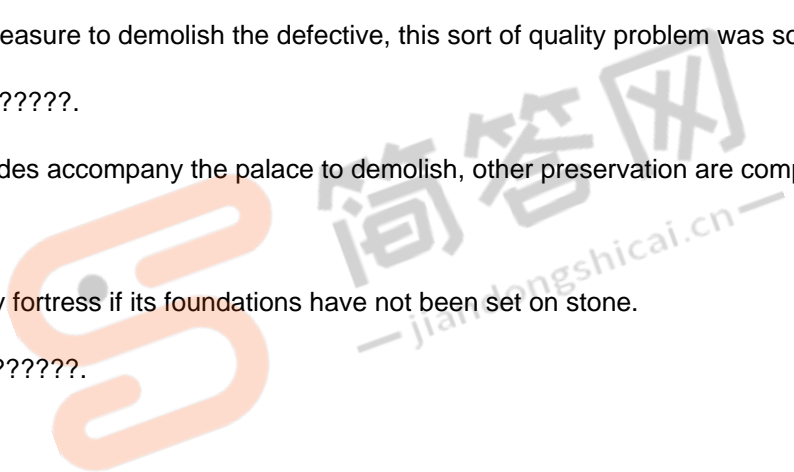 easure to demolish the defective, this sort of quality problem was so
?????.
des accompany the palace to demolish, other preservation are comp
简答网
jiandongshicai.cn
y fortress if its foundations have not been set on stone.
??????.